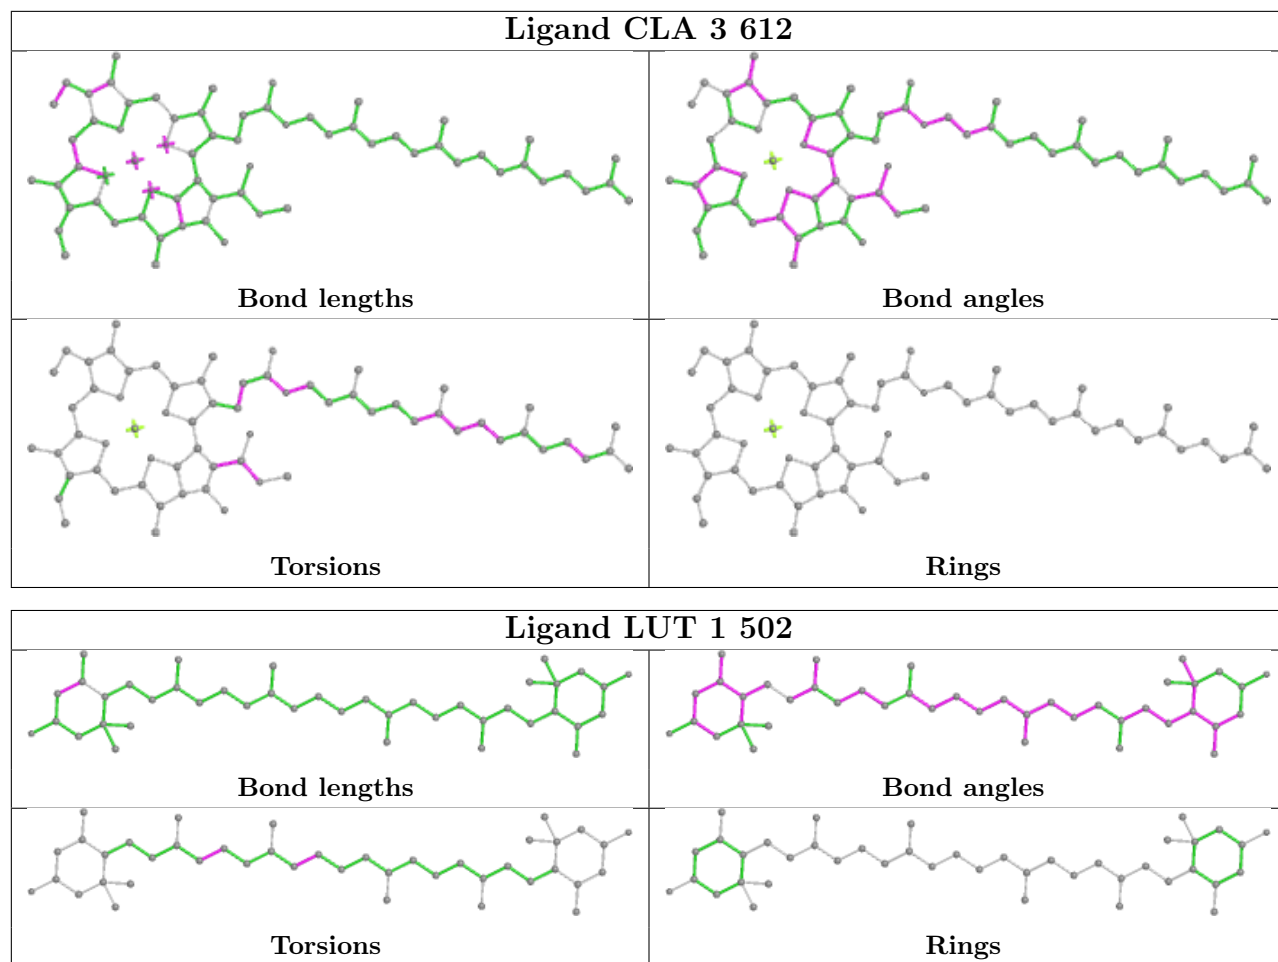 Ligand CLA 3 612
Bond lengths
Bond angles
Torsions
Rings
Ligand LUT 1 502
Bond lengths
Bond angles
Torsions
Rings